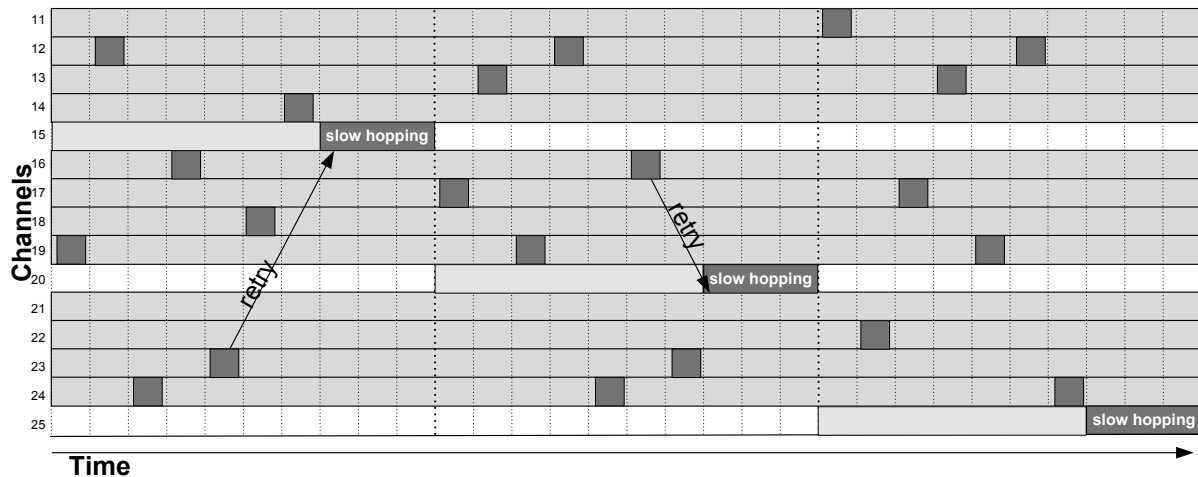 11
12
13
14
15 slow hopping
16
17
18
19
20 slow hopping
21
22
23
24
25 slow hopping
Channels
retry
retry
Time